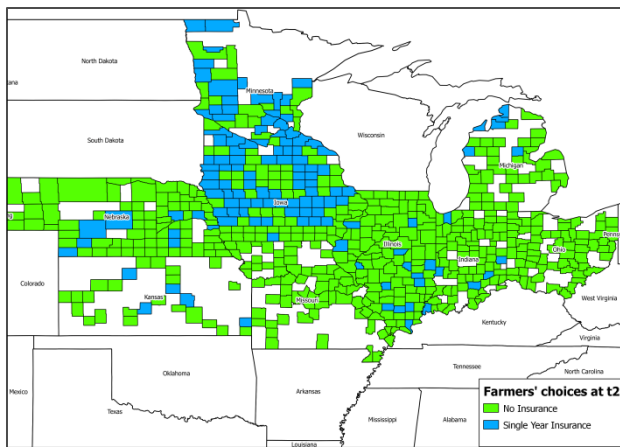 North Dakota
ana
Minnesota
South Dakota
Wisconsin
Michigan
Iowa
Nebraska
Illinois
Ohio
Pennsy
Indiana
Colorado
Kansas
Missouri
West Virginia
Kentucky
Virginia
Oklahoma
Tennessee
North Carolina
Arkansas
Mexico
Texas
Mississippi
Alabama
Louisiana
Farmers' choices at t2
No Insurance
Single Year Insurance